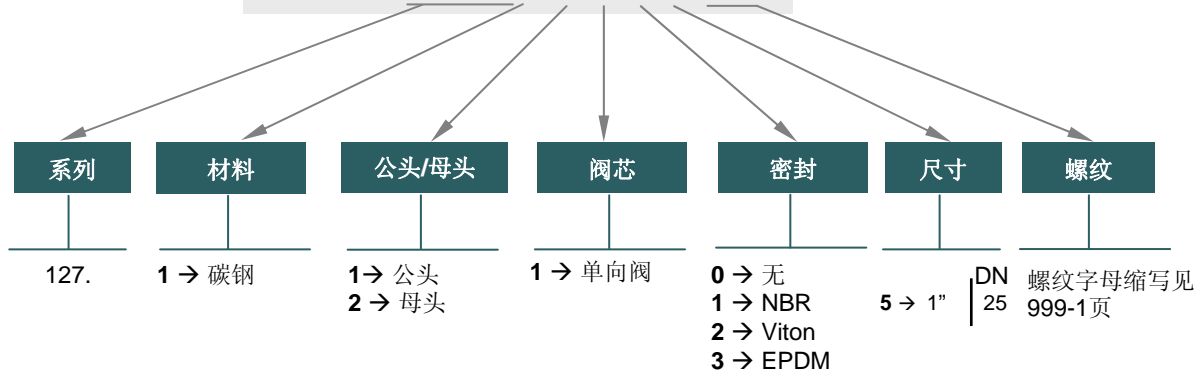 系列
材料
公头/母头
阀芯
密封
尺寸
螺纹
127.
1 → 碳钢
1→ 公头
2 → 母头
1 → 单向阀
0 → 无
1 → NBR
2 → Viton
3 → EPDM
DN
5 → 1” 25
螺纹字母缩写见
999-1页